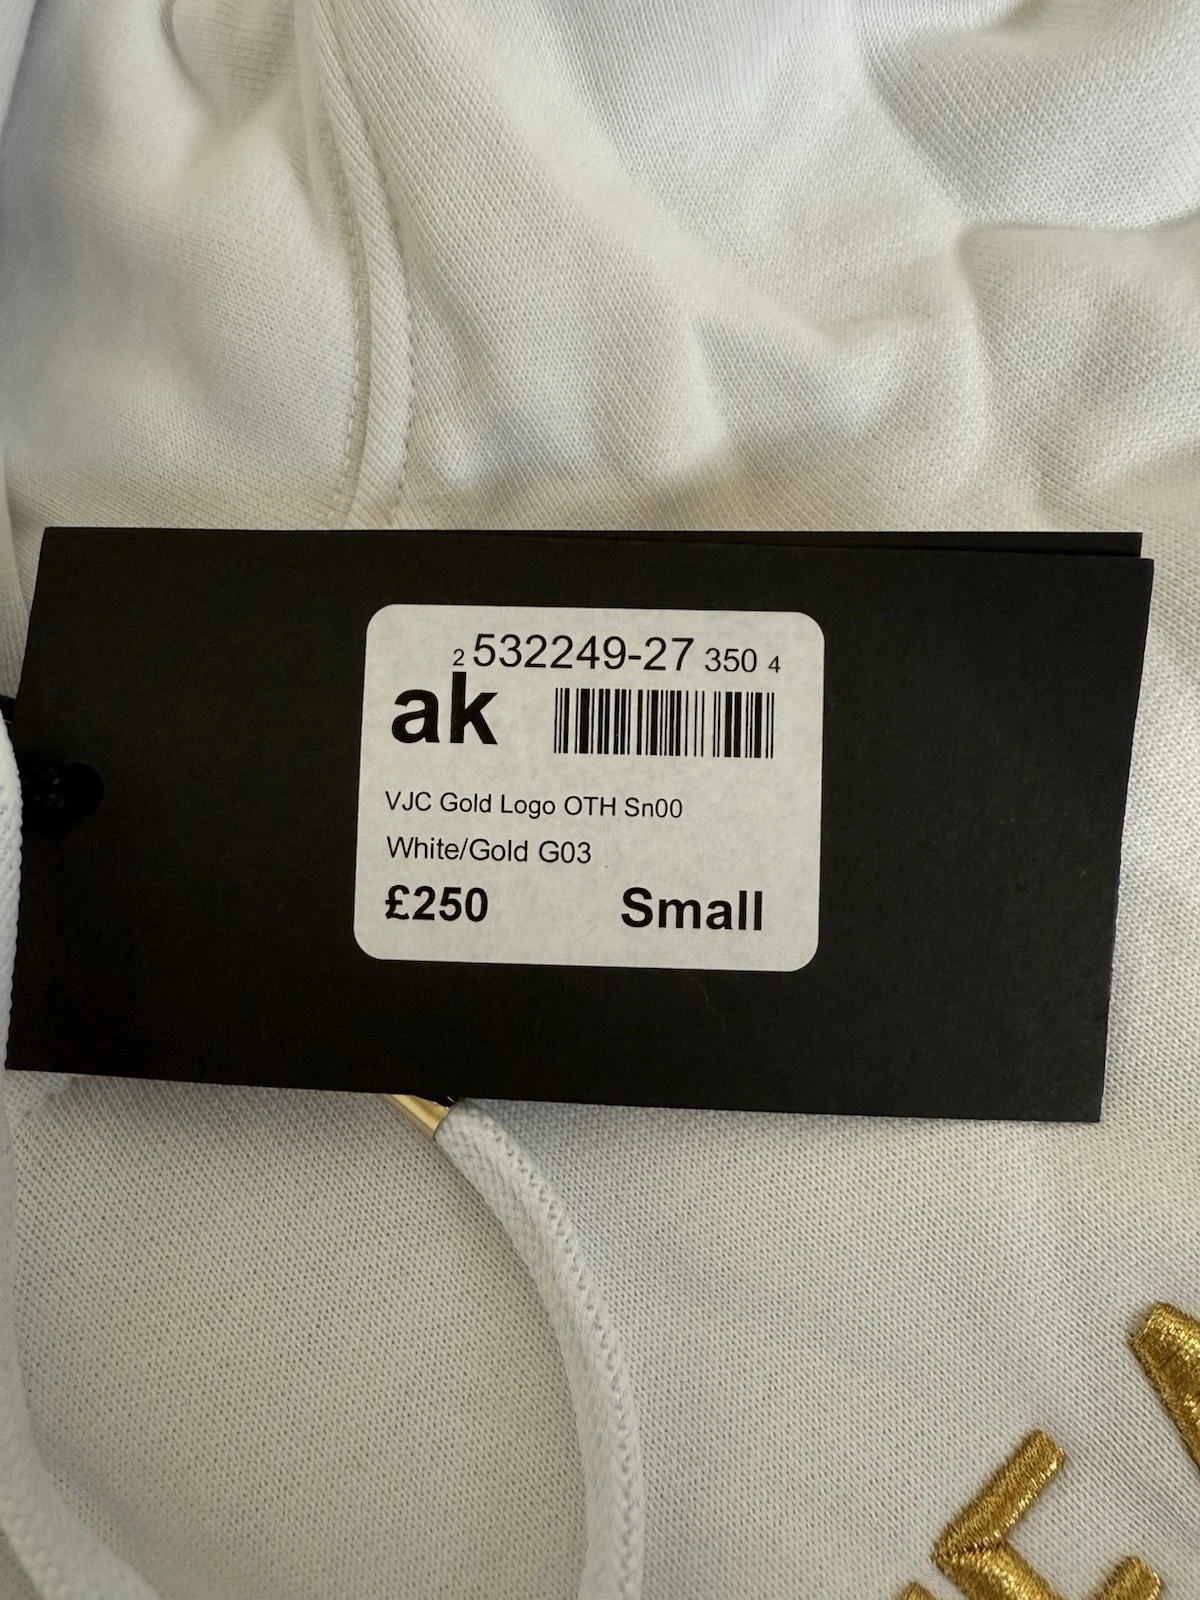 2 532249-27 350 4
ak
VJC Gold Logo OTH Sn00
White/Gold G03
£250 Small